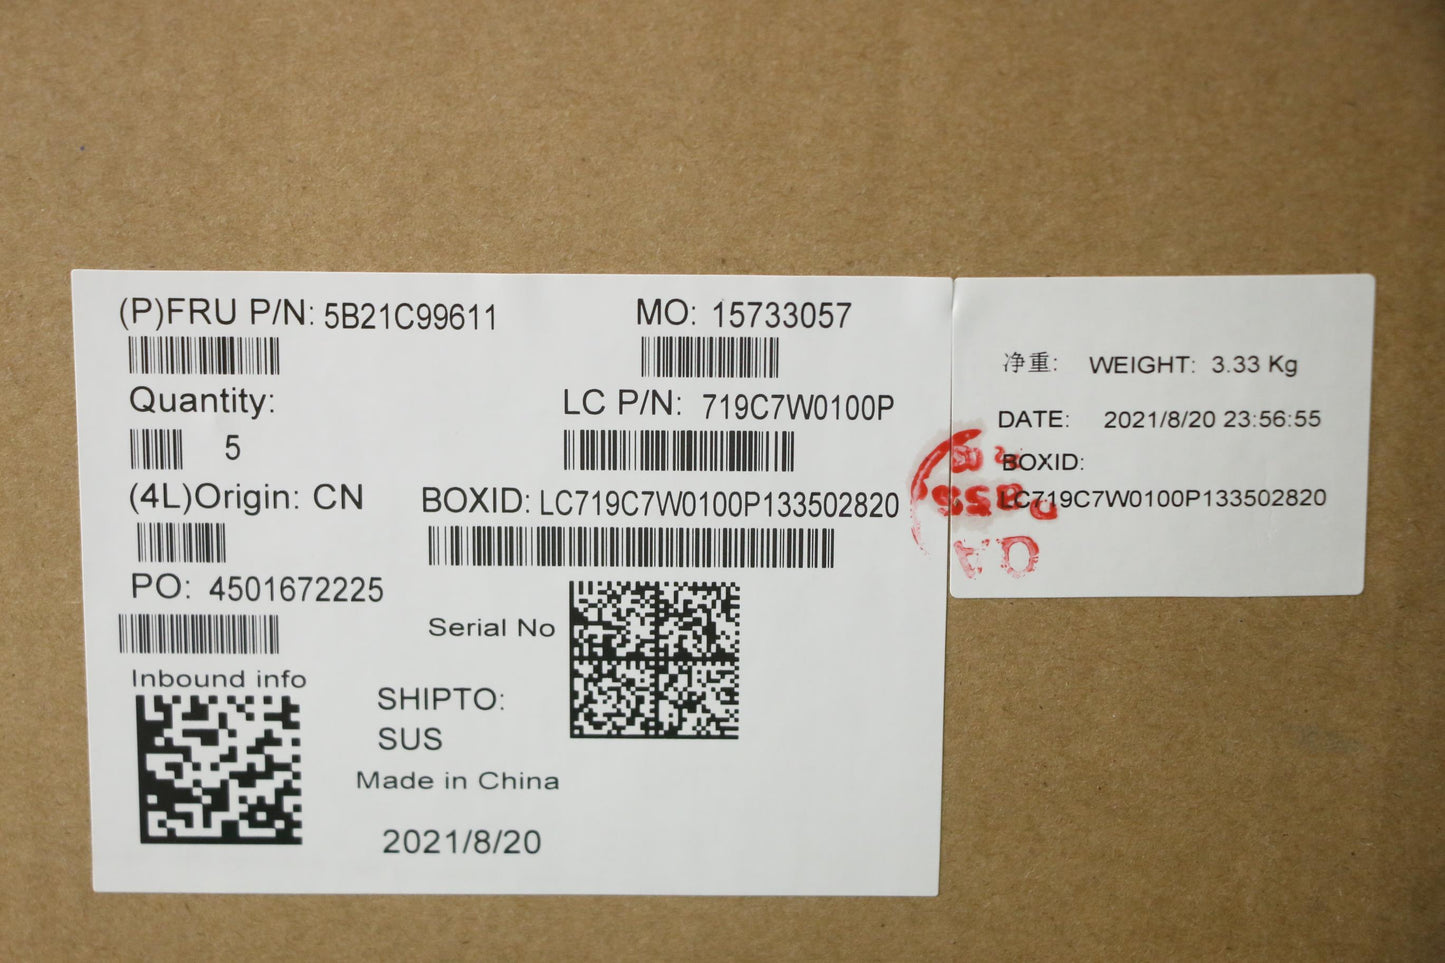 (P)FRU P/N: 5B21C99611
MO: 15733057
Quantity:
5
LC P/N: 719C7W0100P
(4L)Origin: CN
BOXID: LC719C7W0100P133502820
PO: 4501672225
Serial No
Inbound info
SHIPTO:
SUS
Made in China
2021/8/20
净重: WEIGHT: 3.33 Kg
DATE: 2021/8/20 23:56:55
BOXID:
LC719C7W0100P133502820
QA